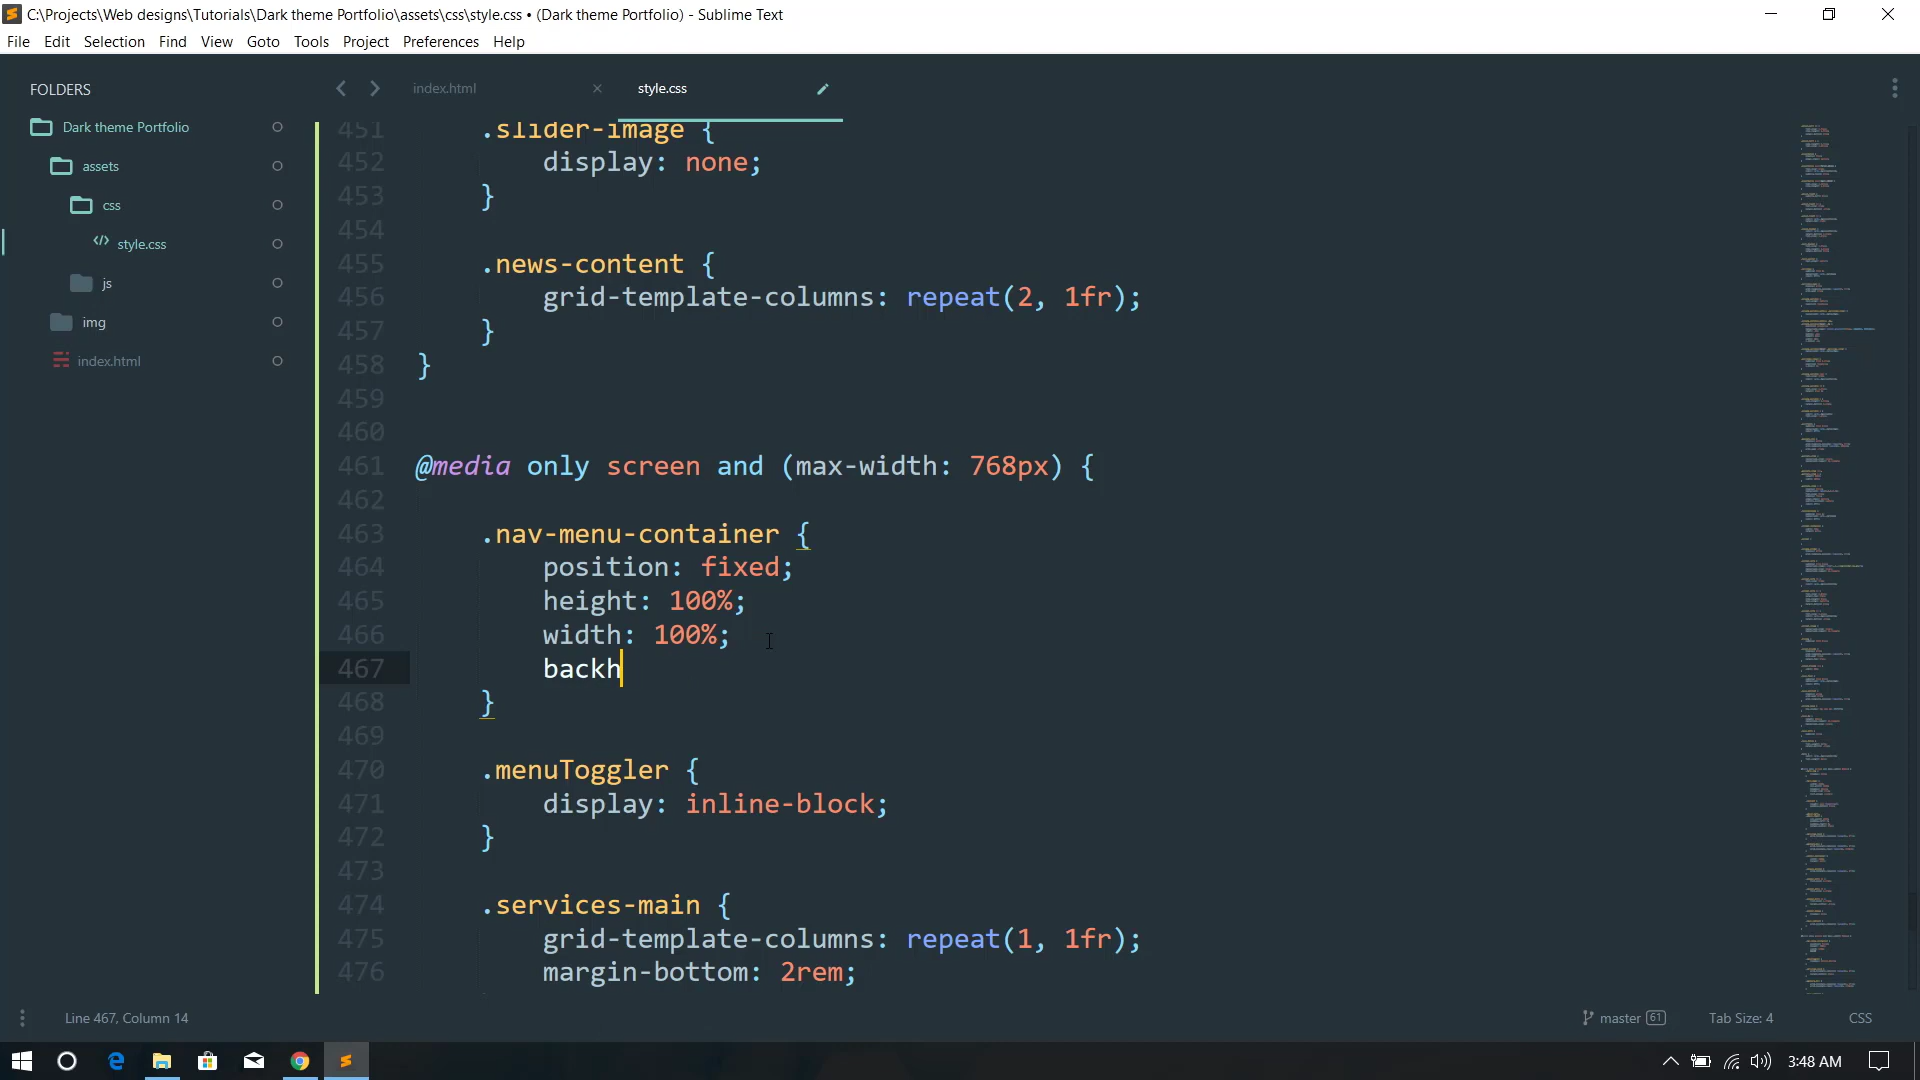 C:\Projects\Web designs\Tutorials\Dark theme Portfolio\assets\css\style.css • (Dark theme Portfolio) - Sublime Text
File Edit Selection Find View Goto Tools Project Preferences Help
FOLDERS
Dark theme Portfolio
assets
css
style.css
js
img
index.html
index.html
style.css
451 .slider-image {
452 display: none;
453 }
454
455 .news-content {
456 grid-template-columns: repeat(2, 1fr);
457 }
458 }
459
460
461 @media only screen and (max-width: 768px) {
462
463 .nav-menu-container {
464 position: fixed;
465 height: 100%;
466 width: 100%;
467 backh
468 }
469
470 .menuToggler {
471 display: inline-block;
472 }
473
474 .services-main {
475 grid-template-columns: repeat(1, 1fr);
476 margin-bottom: 2rem;
Line 467, Column 14
master 61
Tab Size: 4
CSS
3:48 AM